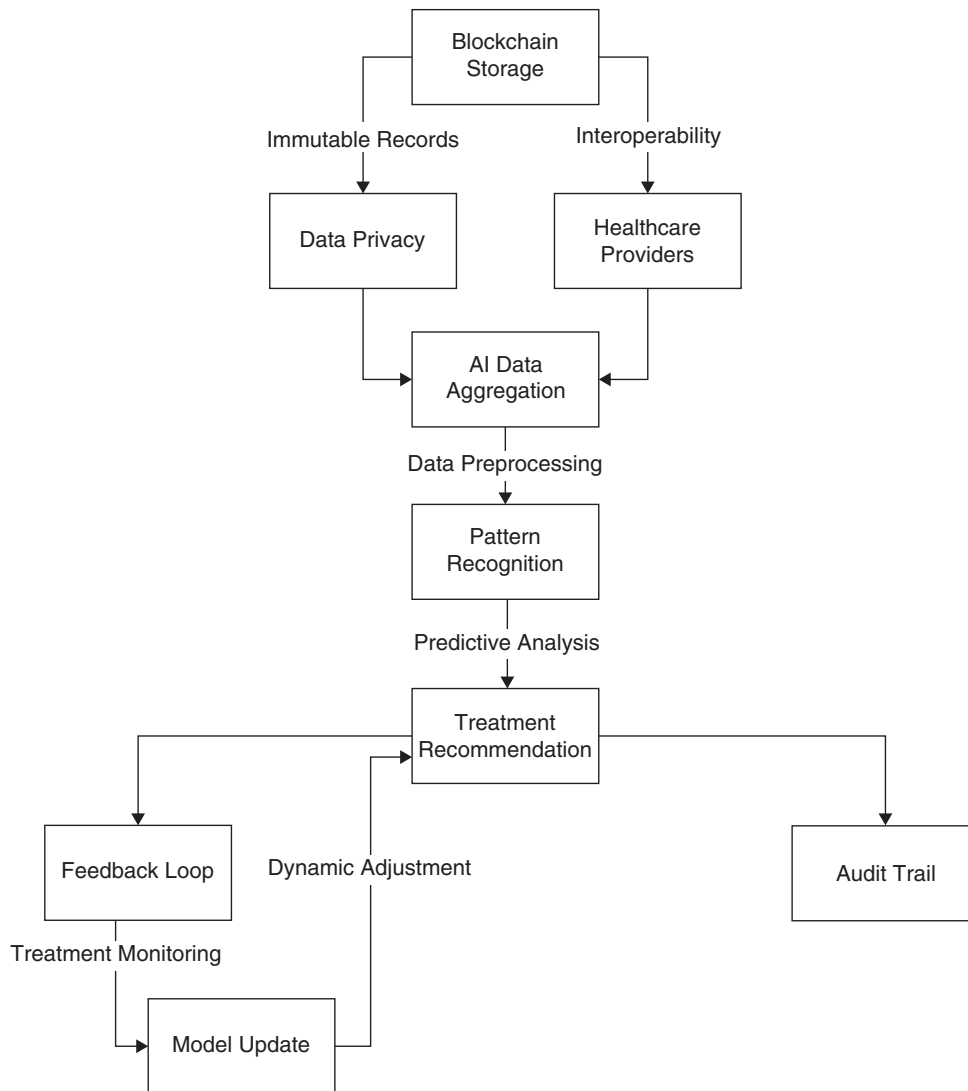 Blockchain
Storage
Immutable Records
Interoperability
Data Privacy
Healthcare
Providers
AI Data
Aggregation
Data Preprocessing
Pattern
Recognition
Predictive Analysis
Treatment
Recommendation
Feedback Loop
Dynamic Adjustment
Audit Trail
Treatment Monitoring
Model Update